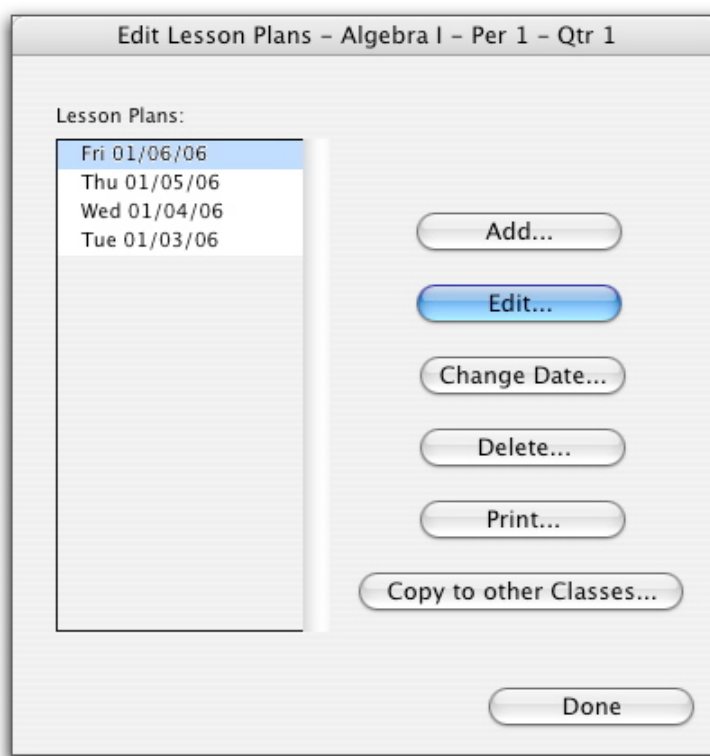 Edit Lesson Plans – Algebra I – Per 1 – Qtr 1
Lesson Plans:
Fri 01/06/06
Thu 01/05/06
Wed 01/04/06
Tue 01/03/06
Add...
Edit...
Change Date...
Delete...
Print...
Copy to other Classes...
Done